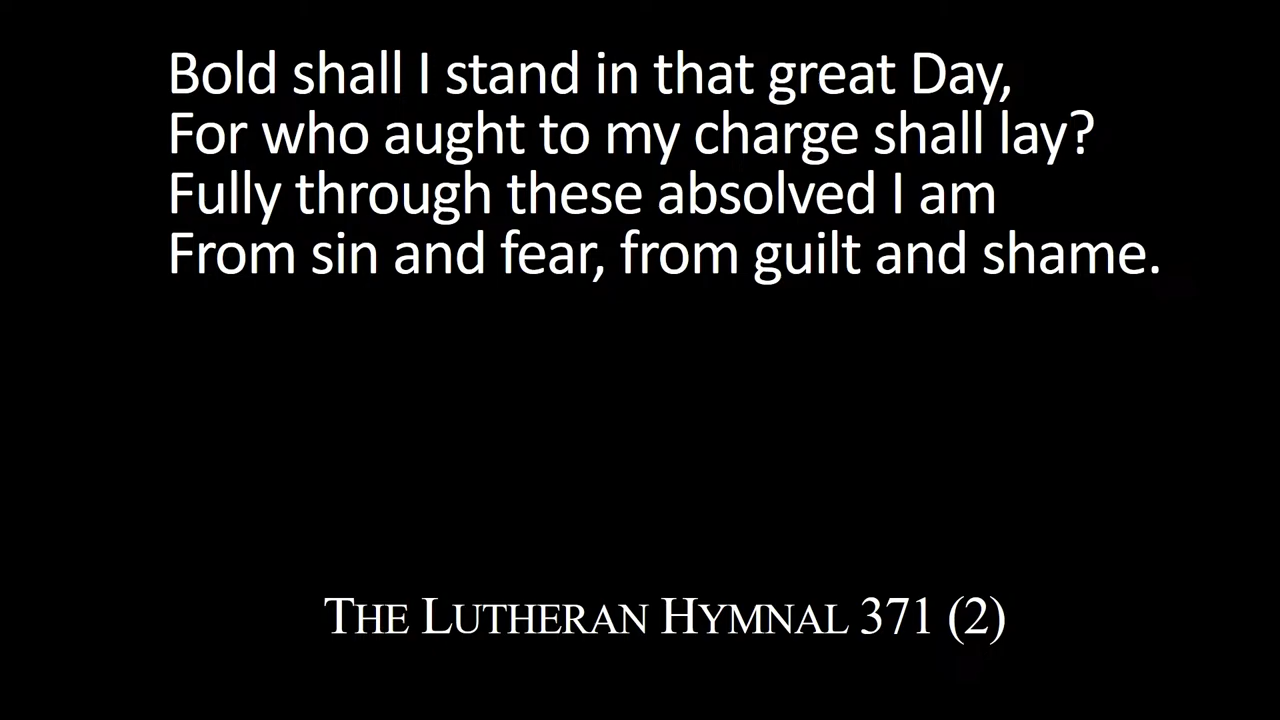 Bold shall I stand in that great Day,
For who aught to my charge shall lay?
Fully through these absolved I am
From sin and fear, from guilt and shame.
THE LUTHERAN HYMNAL 371 (2)